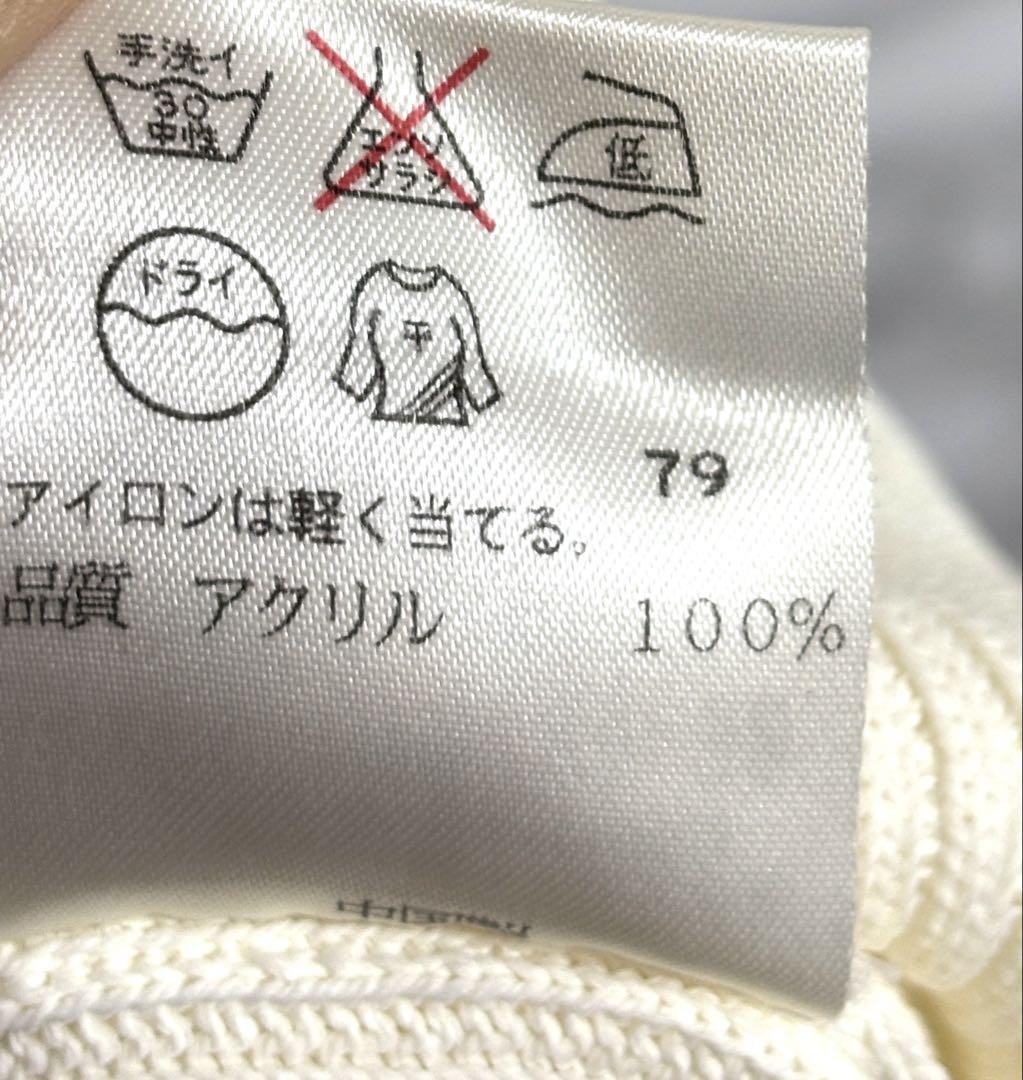 手洗イ
30
中性
エンソ
サラシ
低
ドライ
平
79
アイロンは軽く当てる。
品質 アクリル 100%